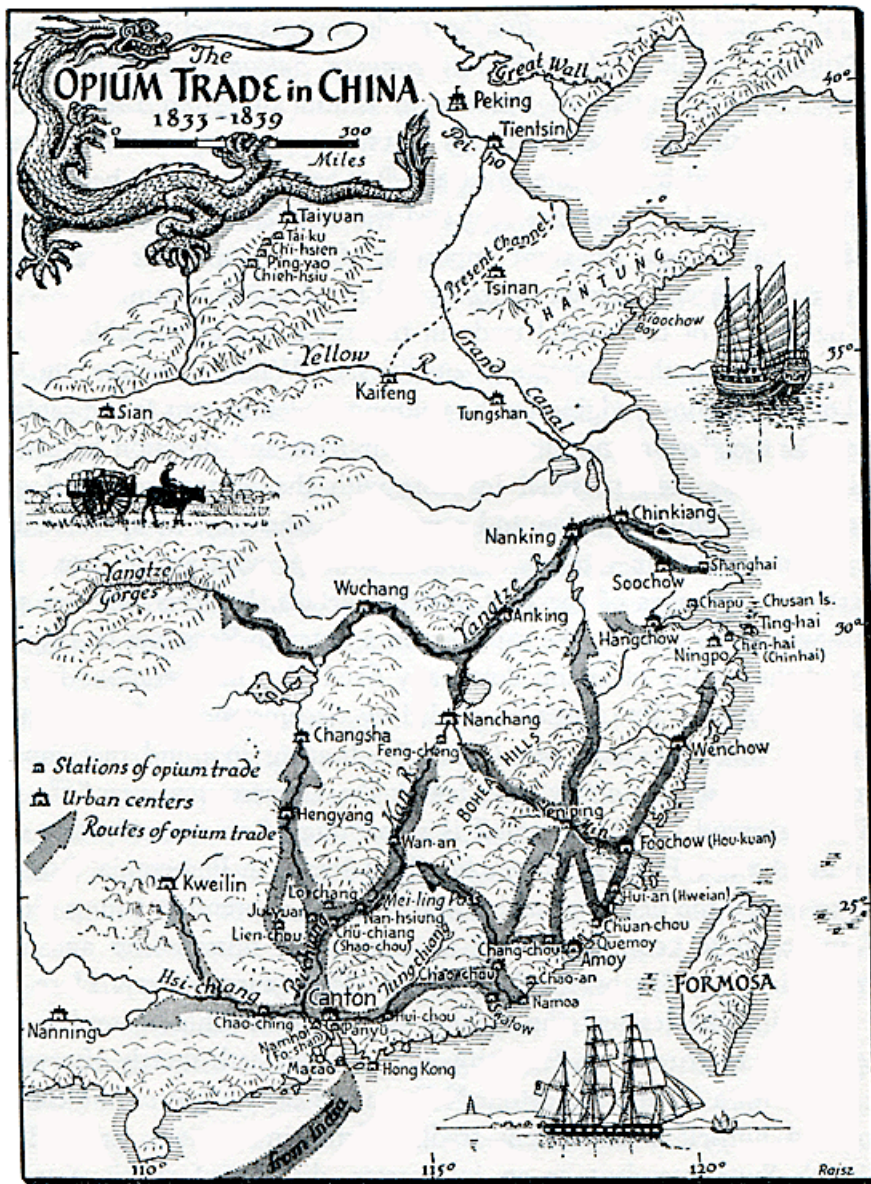 The
OPIUM TRADE in CHINA
1833-1839
0 300
Miles
Great Wall
40°
Peking
Tientsin
Pei-ho
Taiyuan
Tai-ku
Chi-hsien
Ping-yao
Chieh-hsiu
Present Channel
Tsinan
SHANTUNG
Kiaochow
Bay
35°
Yellow R
Grand Canal
Kaifeng
Tungshan
Sian
Chinkiang
Nanking
Soochow
Shanghai
Yangtze
Gorges
Wuchang
Yangtze R
Anking
Chapu
Chusan Is.
Ting-hai
Hangchow
30°
Ningpo
hen-hai
(Chinhai)
Nanchang
Changsha
Feng-cheng
Wenchow
Stations of opium trade
Urban centers
Routes of opium trade
Kan R.
BOHEA HILLS
Hengyang
Yenping
Min R.
Wan-an
Foochow (Hou-kuan)
Kweilin
Lo-chang
Mei-ling Pass
Hui-an (Hweian)
25°
Ju-yuan
Nan-hsiung
Chuan-chou
Lien-chou
Chü-chiang
(Shao-chou)
Chang-chou
Quemoy
Amoy
Pei-chiang
Tung-chiang
Chao-chou
Chao-an
FORMOSA
Hsi-chiang
Canton
Namoa
Nanning
Chao-ching
Hui-chou
Namhoi
(Fo-shan)
Panyü
Macao
Hong Kong
from India
110°
115°
120°
Raisz